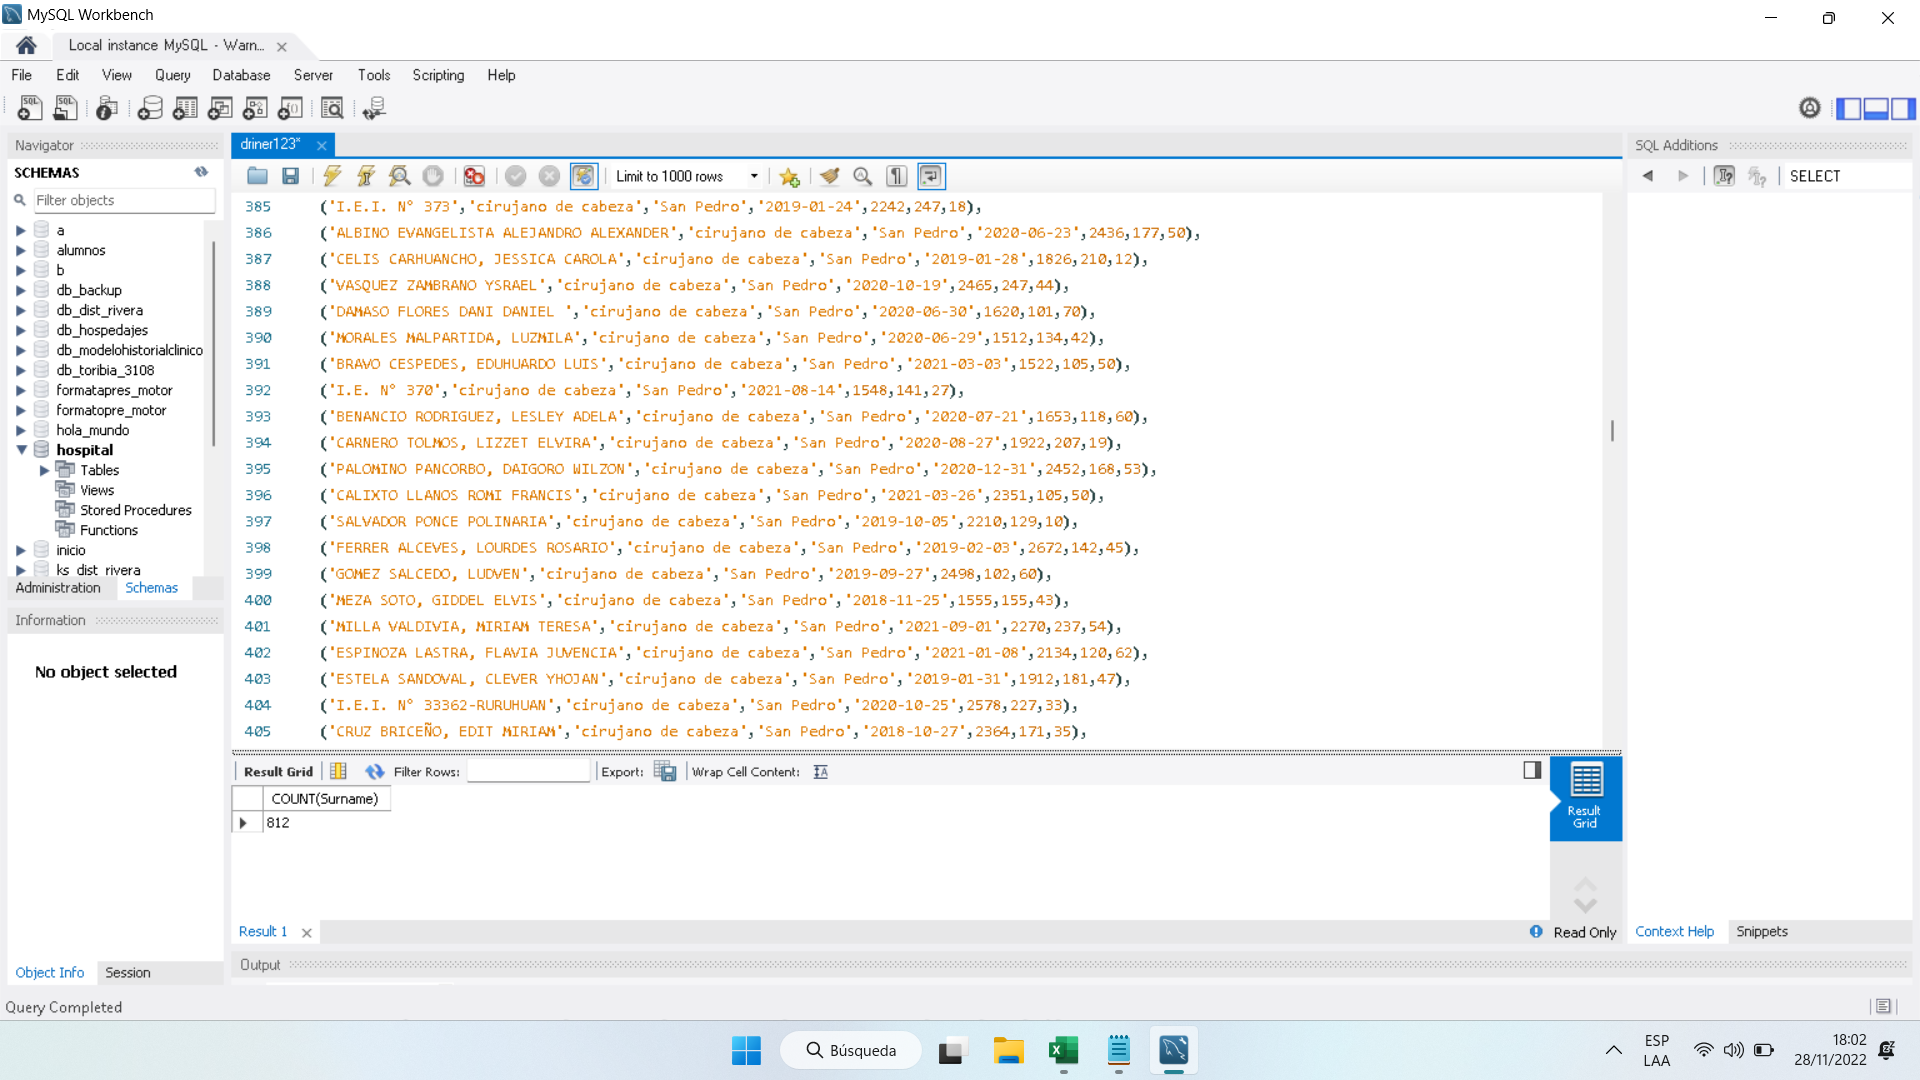 MySQL Workbench
Local instance MySQL - Warn...
File Edit View Query Database Server Tools Scripting Help
Navigator
SCHEMAS
Filter objects
a
alumnos
b
db_backup
db_dist_rivera
db_hospedajes
db_modelohistorialclinico
db_toribia_3108
formatapres_motor
formatopre_motor
hola_mundo
hospital
Tables
Views
Stored Procedures
Functions
inicio
ks_dist_rivera
Administration Schemas
Information
No object selected
Object Info Session
driner123*
Limit to 1000 rows
385 ('I.E.I. N° 373','cirujano de cabeza','San Pedro','2019-01-24',2242,247,18),
386 ('ALBINO EVANGELISTA ALEJANDRO ALEXANDER','cirujano de cabeza','San Pedro','2020-06-23',2436,177,50),
387 ('CELIS CARHUANCHO, JESSICA CAROLA','cirujano de cabeza','San Pedro','2019-01-28',1826,210,12),
388 ('VASQUEZ ZAMBRANO YSRAEL','cirujano de cabeza','San Pedro','2020-10-19',2465,247,44),
389 ('DAMASO FLORES DANI DANIEL ','cirujano de cabeza','San Pedro','2020-06-30',1620,101,70),
390 ('MORALES MALPARTIDA, LUZMILA','cirujano de cabeza','San Pedro','2020-06-29',1512,134,42),
391 ('BRAVO CESPEDES, EDUHUARDO LUIS','cirujano de cabeza','San Pedro','2021-03-03',1522,105,50),
392 ('I.E. N° 370','cirujano de cabeza','San Pedro','2021-08-14',1548,141,27),
393 ('BENANCIO RODRIGUEZ, LESLEY ADELA','cirujano de cabeza','San Pedro','2020-07-21',1653,118,60),
394 ('CARNERO TOLMOS, LIZZET ELVIRA','cirujano de cabeza','San Pedro','2020-08-27',1922,207,19),
395 ('PALOMINO PANCORBO, DAIGORO WILZON','cirujano de cabeza','San Pedro','2020-12-31',2452,168,53),
396 ('CALIXTO LLANOS ROMI FRANCIS','cirujano de cabeza','San Pedro','2021-03-26',2351,105,50),
397 ('SALVADOR PONCE POLINARIA','cirujano de cabeza','San Pedro','2019-10-05',2210,129,10),
398 ('FERRER ALCEVES, LOURDES ROSARIO','cirujano de cabeza','San Pedro','2019-02-03',2672,142,45),
399 ('GOMEZ SALCEDO, LUDVEN','cirujano de cabeza','San Pedro','2019-09-27',2498,102,60),
400 ('MEZA SOTO, GIDDEL ELVIS','cirujano de cabeza','San Pedro','2018-11-25',1555,155,43),
401 ('MILLA VALDIVIA, MIRIAM TERESA','cirujano de cabeza','San Pedro','2021-09-01',2270,237,54),
402 ('ESPINOZA LASTRA, FLAVIA JUVENCIA','cirujano de cabeza','San Pedro','2021-01-08',2134,120,62),
403 ('ESTELA SANDOVAL, CLEVER YHOJAN','cirujano de cabeza','San Pedro','2019-01-31',1912,181,47),
404 ('I.E.I. N° 33362-RURUHUAN','cirujano de cabeza','San Pedro','2020-10-25',2578,227,33),
405 ('CRUZ BRICEÑO, EDIT MIRIAM','cirujano de cabeza','San Pedro','2018-10-27',2364,171,35),
Result Grid Filter Rows: Export: Wrap Cell Content:
COUNT(Surname)
812
Result Grid
Result 1
Read Only
Output
SQL Additions
SELECT
Context Help Snippets
Query Completed
Búsqueda
ESP
LAA
18:02
28/11/2022